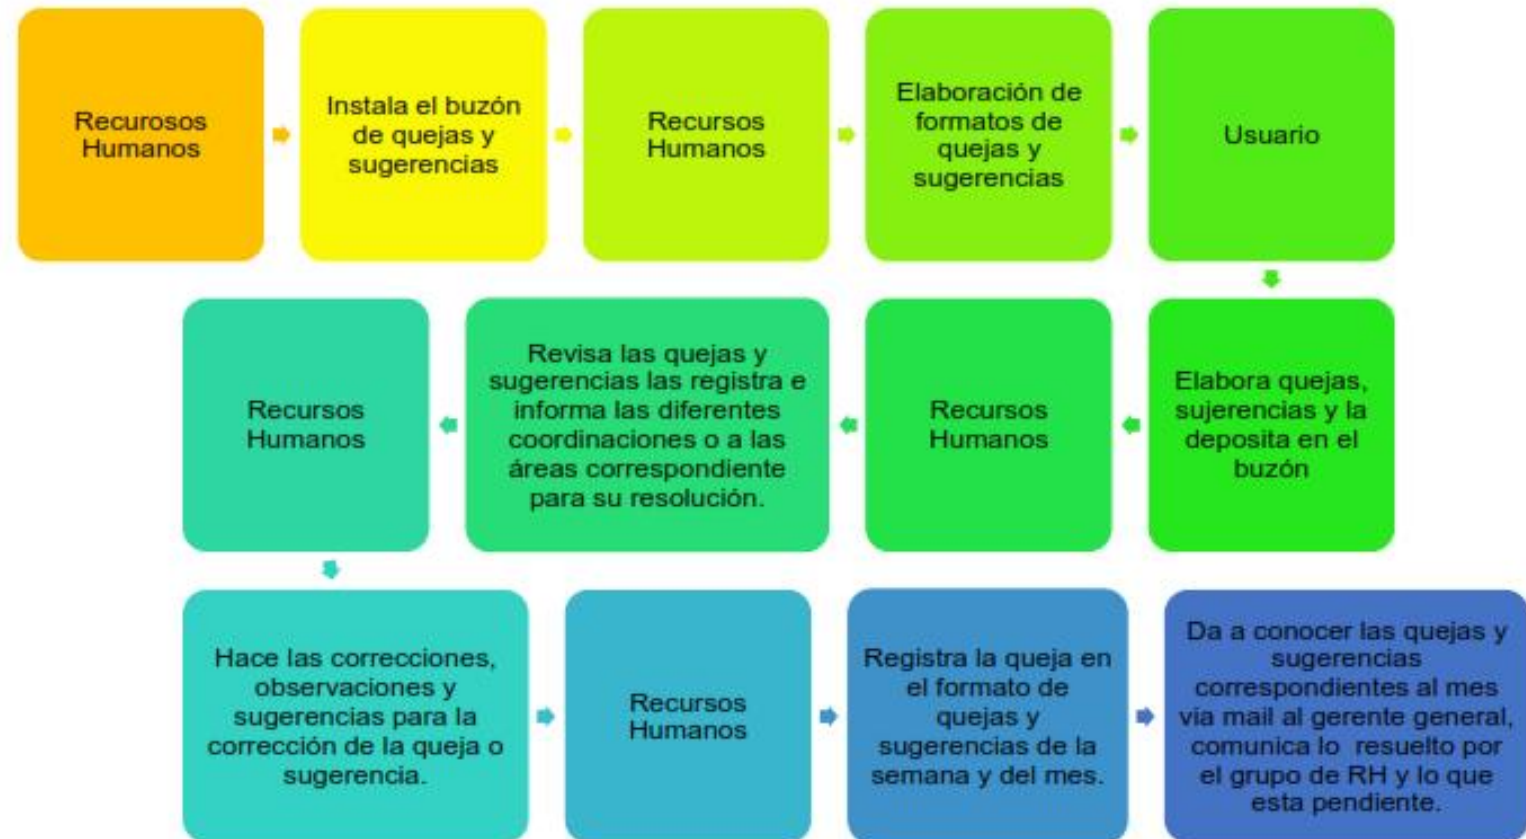 Recurosos
Humanos
Instala el buzón
de quejas y
sugerencias
Recursos
Humanos
Elaboración de
formatos de
quejas y
sugerencias
Usuario
Elabora quejas,
sujerencias y la
deposita en el
buzón
Recursos
Humanos
Revisa las quejas y
sugerencias las registra e
informa las diferentes
coordinaciones o a las
áreas correspondiente
para su resolución.
Recursos
Humanos
Hace las correcciones,
observaciones y
sugerencias para la
corrección de la queja o
sugerencia.
Recursos
Humanos
Registra la queja en
el formato de
quejas y
sugerencias de la
semana y del mes.
Da a conocer las quejas y
sugerencias
correspondientes al mes
via mail al gerente general,
comunica lo resuelto por
el grupo de RH y lo que
esta pendiente.